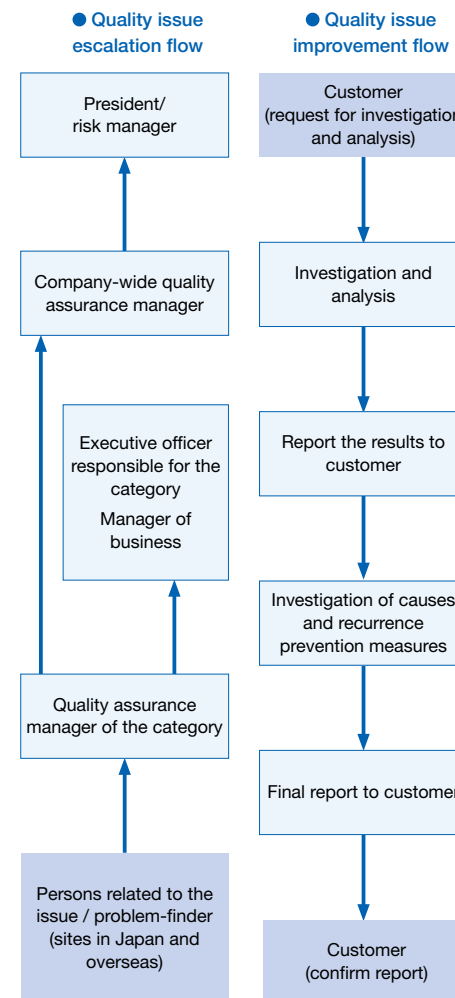 ● Quality issue
escalation flow
President/
risk manager
Company-wide quality
assurance manager
Executive officer
responsible for the
category
Manager of
business
Quality assurance
manager of the category
Persons related to the
issue / problem-finder
(sites in Japan and
overseas)
● Quality issue
improvement flow
Customer
(request for investigation
and analysis)
Investigation and
analysis
Report the results to
customer
Investigation of causes
and recurrence
prevention measures
Final report to customer
Customer
(confirm report)